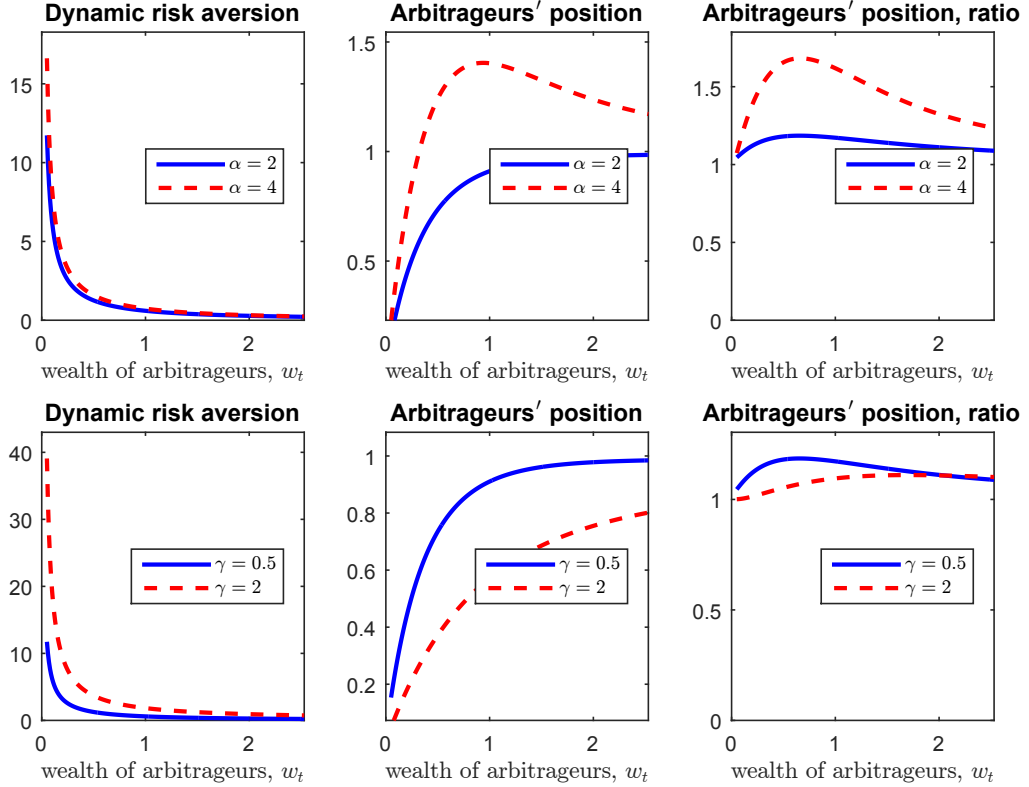 Dynamic risk aversion
15
10
5
0
0 1 2
α = 2
α = 4
wealth of arbitrageurs, w_t
Arbitrageurs′ position
1.5
1
0.5
0 1 2
α = 2
α = 4
wealth of arbitrageurs, w_t
Arbitrageurs′ position, ratio
1.5
1
0.5
0
0 1 2
α = 2
α = 4
wealth of arbitrageurs, w_t
Dynamic risk aversion
40
30
20
10
0
0 1 2
γ = 0.5
γ = 2
wealth of arbitrageurs, w_t
Arbitrageurs′ position
1
0.8
0.6
0.4
0.2
0 1 2
γ = 0.5
γ = 2
wealth of arbitrageurs, w_t
Arbitrageurs′ position, ratio
1
0.5
0
0 1 2
γ = 0.5
γ = 2
wealth of arbitrageurs, w_t